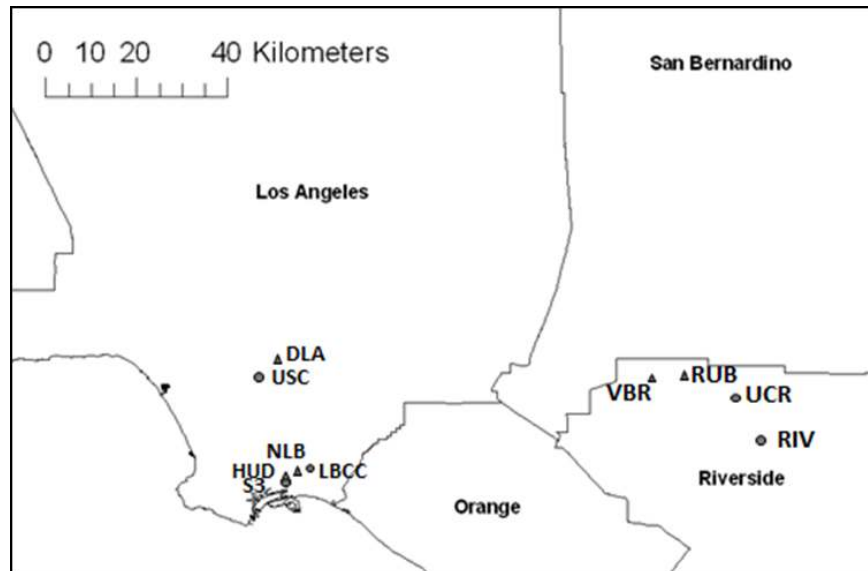 0 10 20 40 Kilometers
San Bernardino
Los Angeles
DLA
USC
VBR
RUB
UCR
RIV
NLB
HUD
LBCC
S3
Riverside
Orange